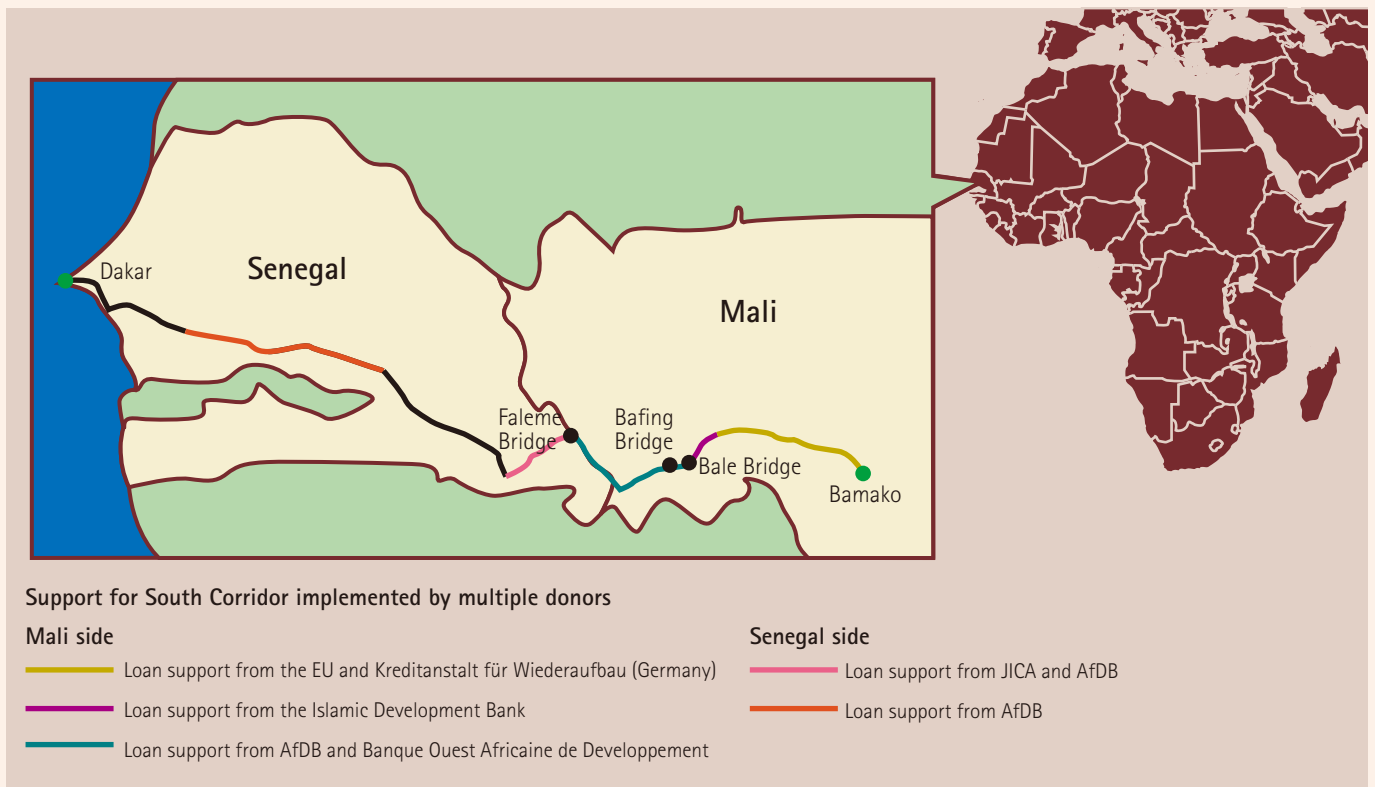 Dakar
Senegal
Mali
Faleme
Bridge
Bafing
Bridge
Bale Bridge
Bamako
Support for South Corridor implemented by multiple donors
Mali side
Loan support from the EU and Kreditanstalt für Wiederaufbau (Germany)
Loan support from the Islamic Development Bank
Loan support from AfDB and Banque Ouest Africaine de Developpement
Senegal side
Loan support from JICA and AfDB
Loan support from AfDB